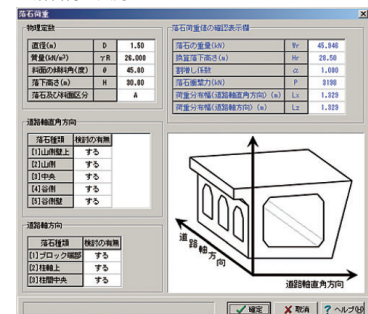 落石荷重
物理定数
直径(m) D 1.50
質量(kN/m³) γR 26.000
斜面の傾斜角(度) θ 45.00
落下高さ(m) H 30.00
落石及び斜面区分 A
落石荷重値の確認表示欄
落石の重量(kN) Wr 45.946
換算落下高さ(m) Hr 28.50
割増し係数 α 1.080
落石衝撃力(kN) P 3198
荷重分布幅(道路軸直角方向) (m) Lx 1.329
荷重分布幅(道路軸方向) (m) Lz 1.329
道路軸直角方向
落石種類 検討の有無
[1]山側壁上 する
[2]山側 する
[3]中央 する
[4]谷側 する
[5]谷側壁 する
道路軸方向
落石種類 検討の有無
[1]ブロック端部 する
[2]柱軸上 する
[3]柱間中央 する
道路軸方向
道路軸直角方向
確定 取消 ? ヘルプ(H)